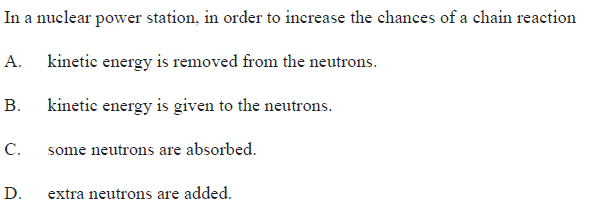 In a nuclear power station, in order to increase the chances of a chain reaction
A. kinetic energy is removed from the neutrons.
B. kinetic energy is given to the neutrons.
C. some neutrons are absorbed.
D. extra neutrons are added.